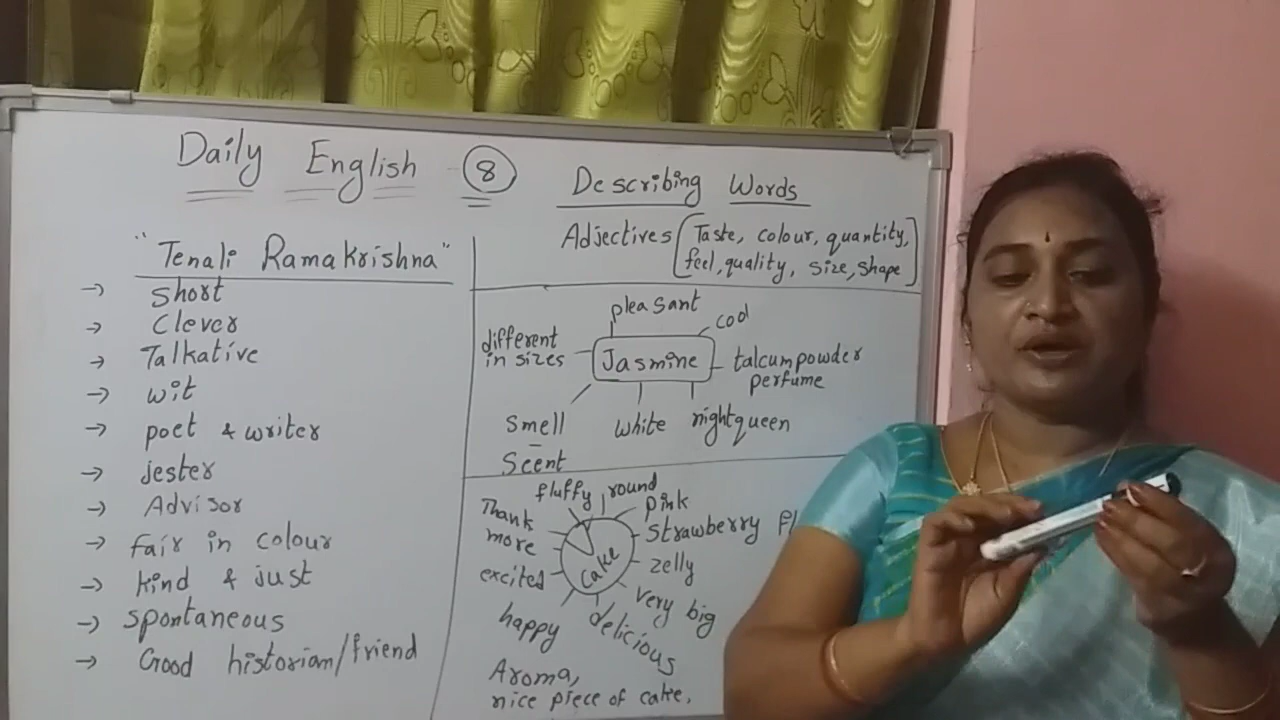 Daily English 8
"Tenali Ramakrishna"
→ Short
→ Clever
→ Talkative
→ wit
→ poet & writer
→ jester
→ Advisor
→ fair in colour
→ kind & just
→ spontaneous
→ Good historian/friend
Describing Words
Adjectives [Taste, colour, quantity,
feel, quality, size, shape]
pleasant
cool
different
in sizes
Jasmine
talcumpowder
perfume
Smell
Scent
white
nightqueen
fluffy
round
pink
Thank
more
Strawberry
Cake
zelly
excited
very big
happy
delicious
Aroma,
nice piece of cake,